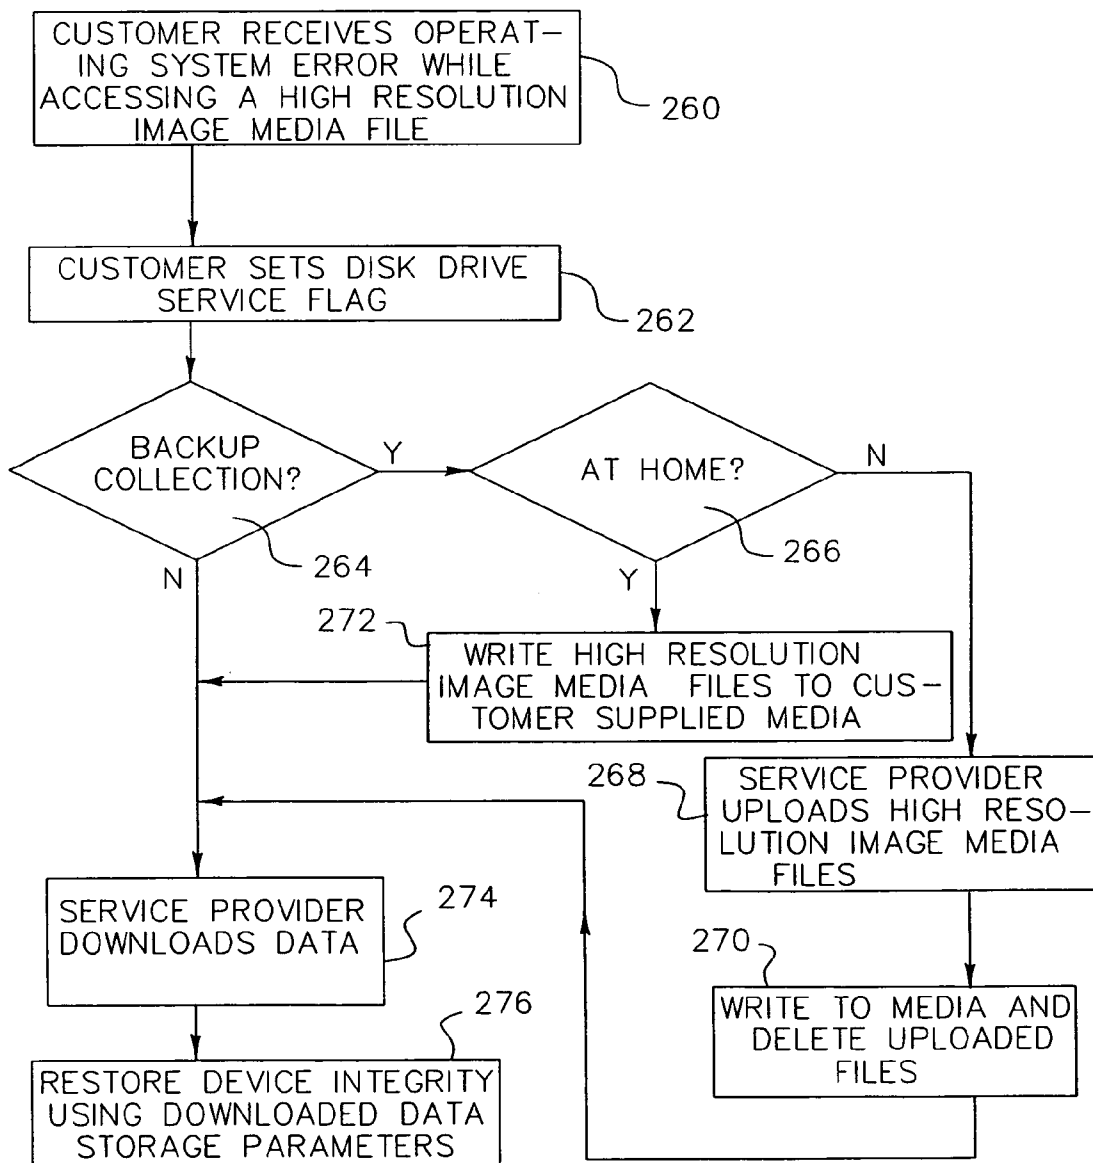 CUSTOMER RECEIVES OPERAT-
ING SYSTEM ERROR WHILE
ACCESSING A HIGH RESOLUTION
IMAGE MEDIA FILE
260
CUSTOMER SETS DISK DRIVE
SERVICE FLAG
262
BACKUP
COLLECTION?
264
Y
N
AT HOME?
266
N
Y
272
WRITE HIGH RESOLUTION
IMAGE MEDIA FILES TO CUS-
TOMER SUPPLIED MEDIA
268
SERVICE PROVIDER
UPLOADS HIGH RESO-
LUTION IMAGE MEDIA
FILES
270
WRITE TO MEDIA AND
DELETE UPLOADED
FILES
SERVICE PROVIDER
DOWNLOADS DATA
274
276
RESTORE DEVICE INTEGRITY
USING DOWNLOADED DATA
STORAGE PARAMETERS